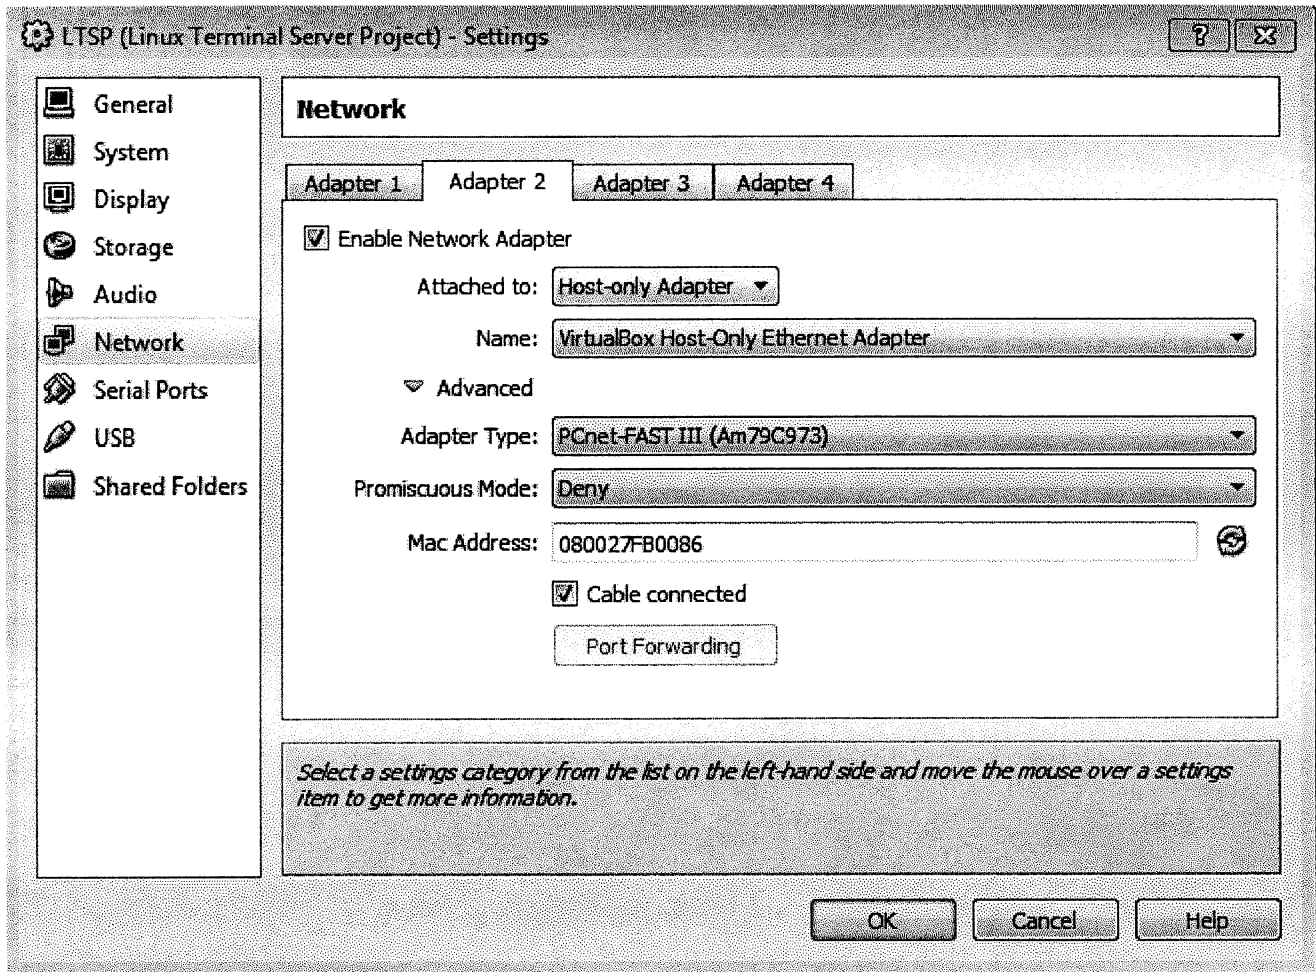 LTSP (Linux Terminal Server Project) - Settings
?
General
System
Display
Storage
Audio
Network
Serial Ports
USB
Shared Folders
Network
Adapter 1
Adapter 2
Adapter 3
Adapter 4
Enable Network Adapter
Attached to: Host-only Adapter
Name: VirtualBox Host-Only Ethernet Adapter
Advanced
Adapter Type: PCnet-FAST III (Am79C973)
Promiscuous Mode: Deny
Mac Address: 080027FB0086
Cable connected
Port Forwarding
Select a settings category from the list on the left-hand side and move the mouse over a settings
item to get more information.
OK
Cancel
Help